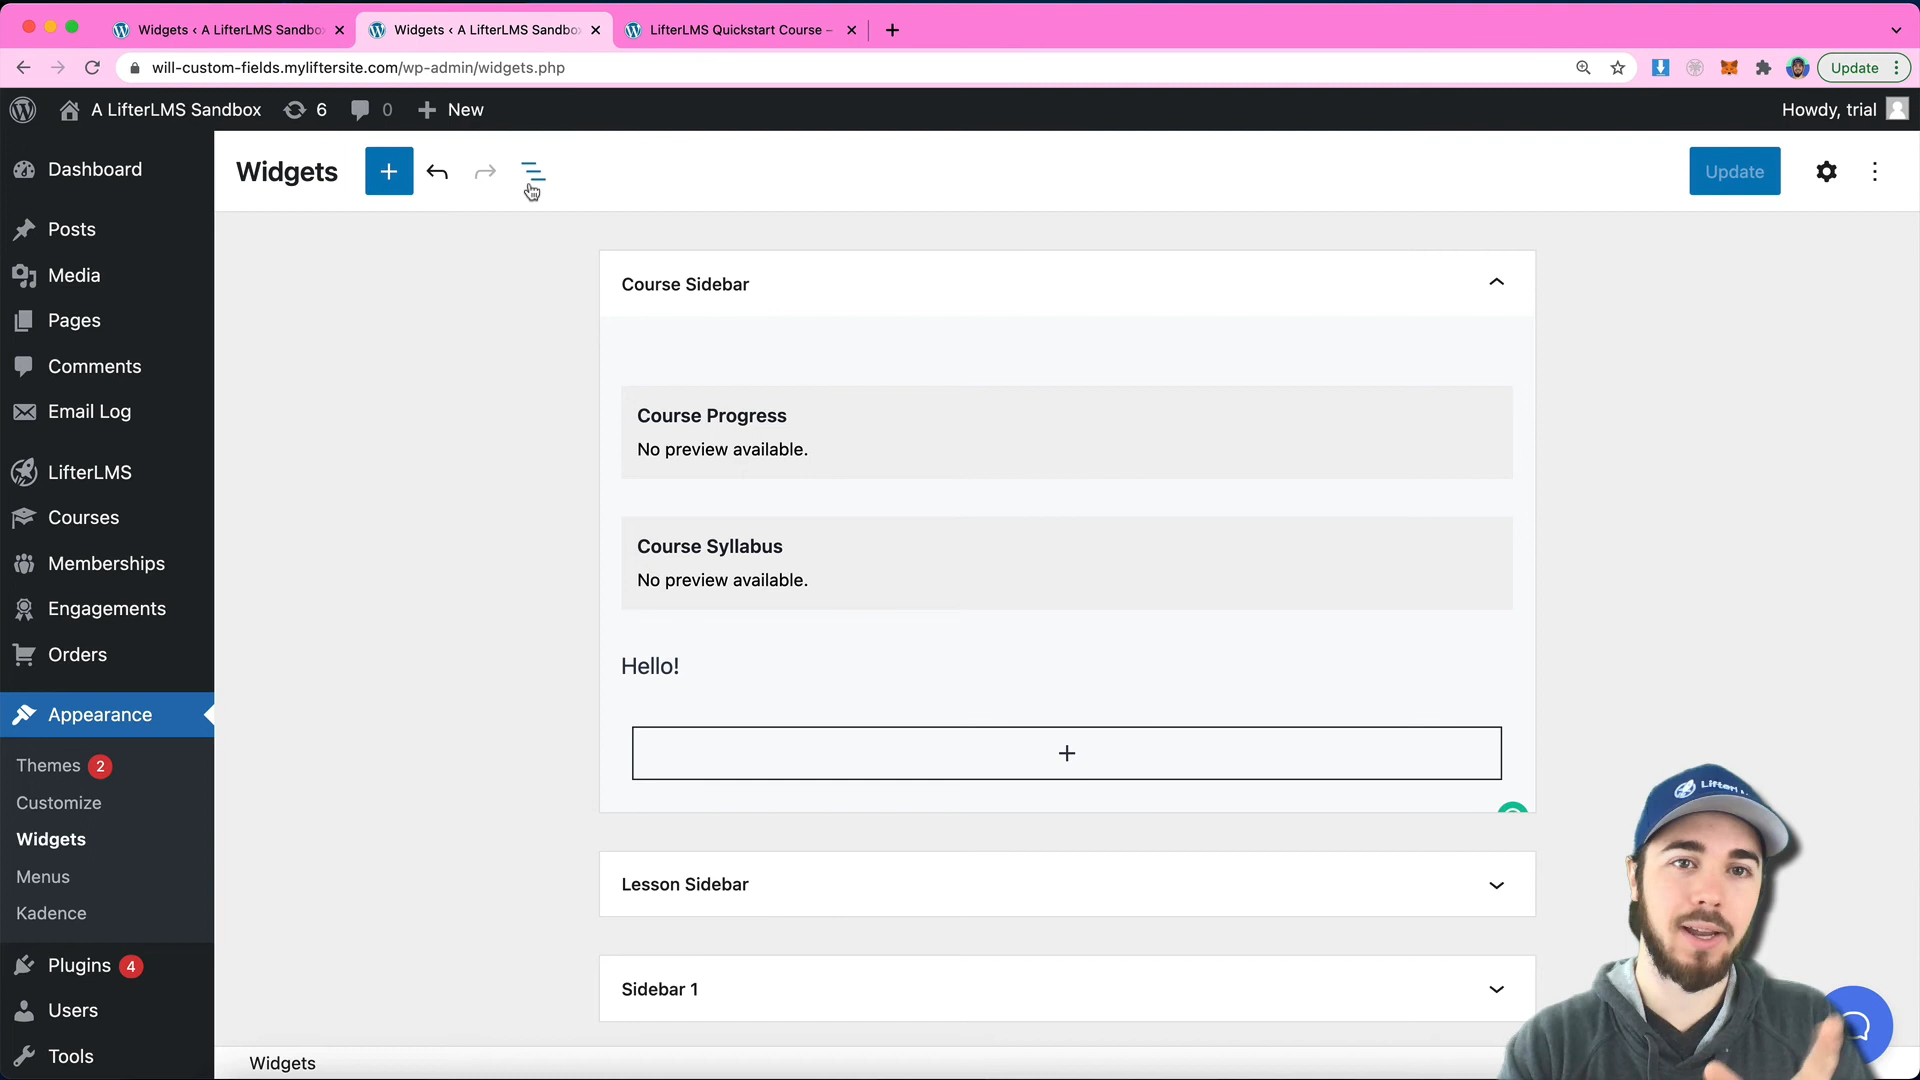 Widgets ‹ A LifterLMS Sandbo
Widgets ‹ A LifterLMS Sandbo
LifterLMS Quickstart Course –
will-custom-fields.myliftersite.com/wp-admin/widgets.php
Update
A LifterLMS Sandbox
6
0
New
Howdy, trial
Dashboard
Posts
Media
Pages
Comments
Email Log
LifterLMS
Courses
Memberships
Engagements
Orders
Appearance
Themes 2
Customize
Widgets
Menus
Kadence
Plugins 4
Users
Tools
Widgets
Update
Course Sidebar
Course Progress
No preview available.
Course Syllabus
No preview available.
Hello!
Lesson Sidebar
Sidebar 1
Widgets